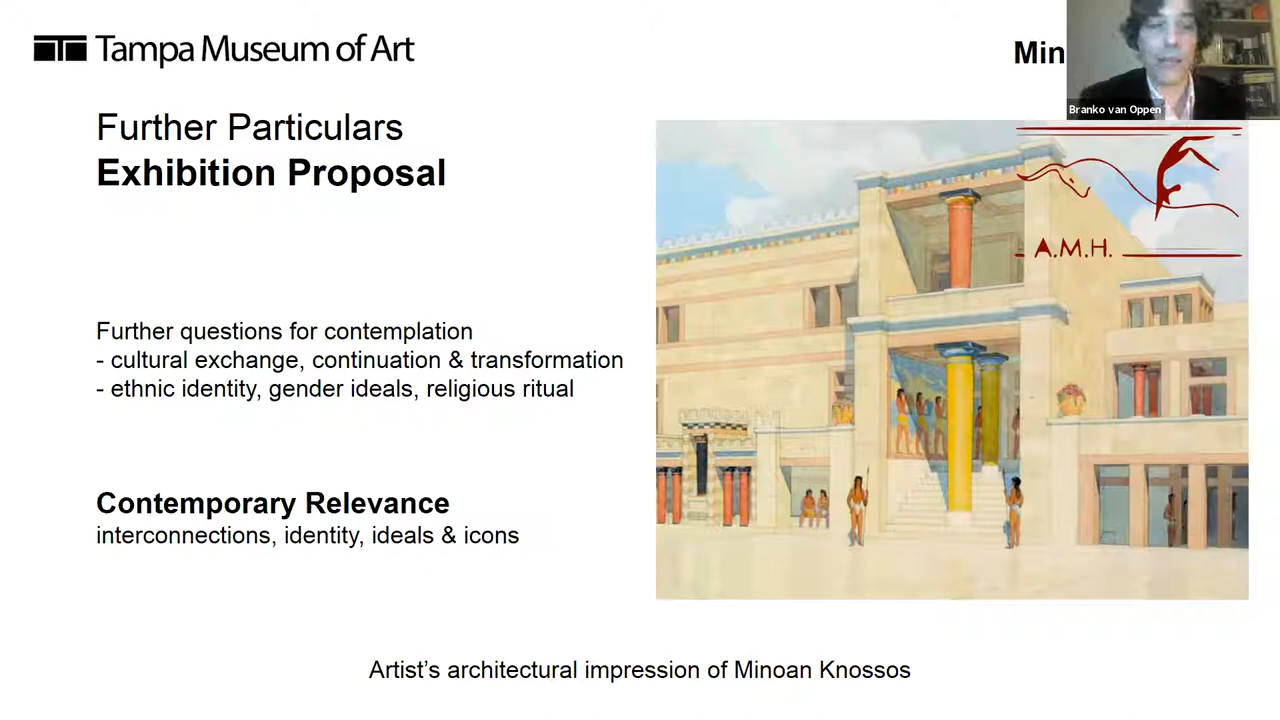 Tampa Museum of Art
Min
Branko van Oppen
Further Particulars
Exhibition Proposal
A.M.H.
Further questions for contemplation
- cultural exchange, continuation & transformation
- ethnic identity, gender ideals, religious ritual
Contemporary Relevance
interconnections, identity, ideals & icons
Artist’s architectural impression of Minoan Knossos